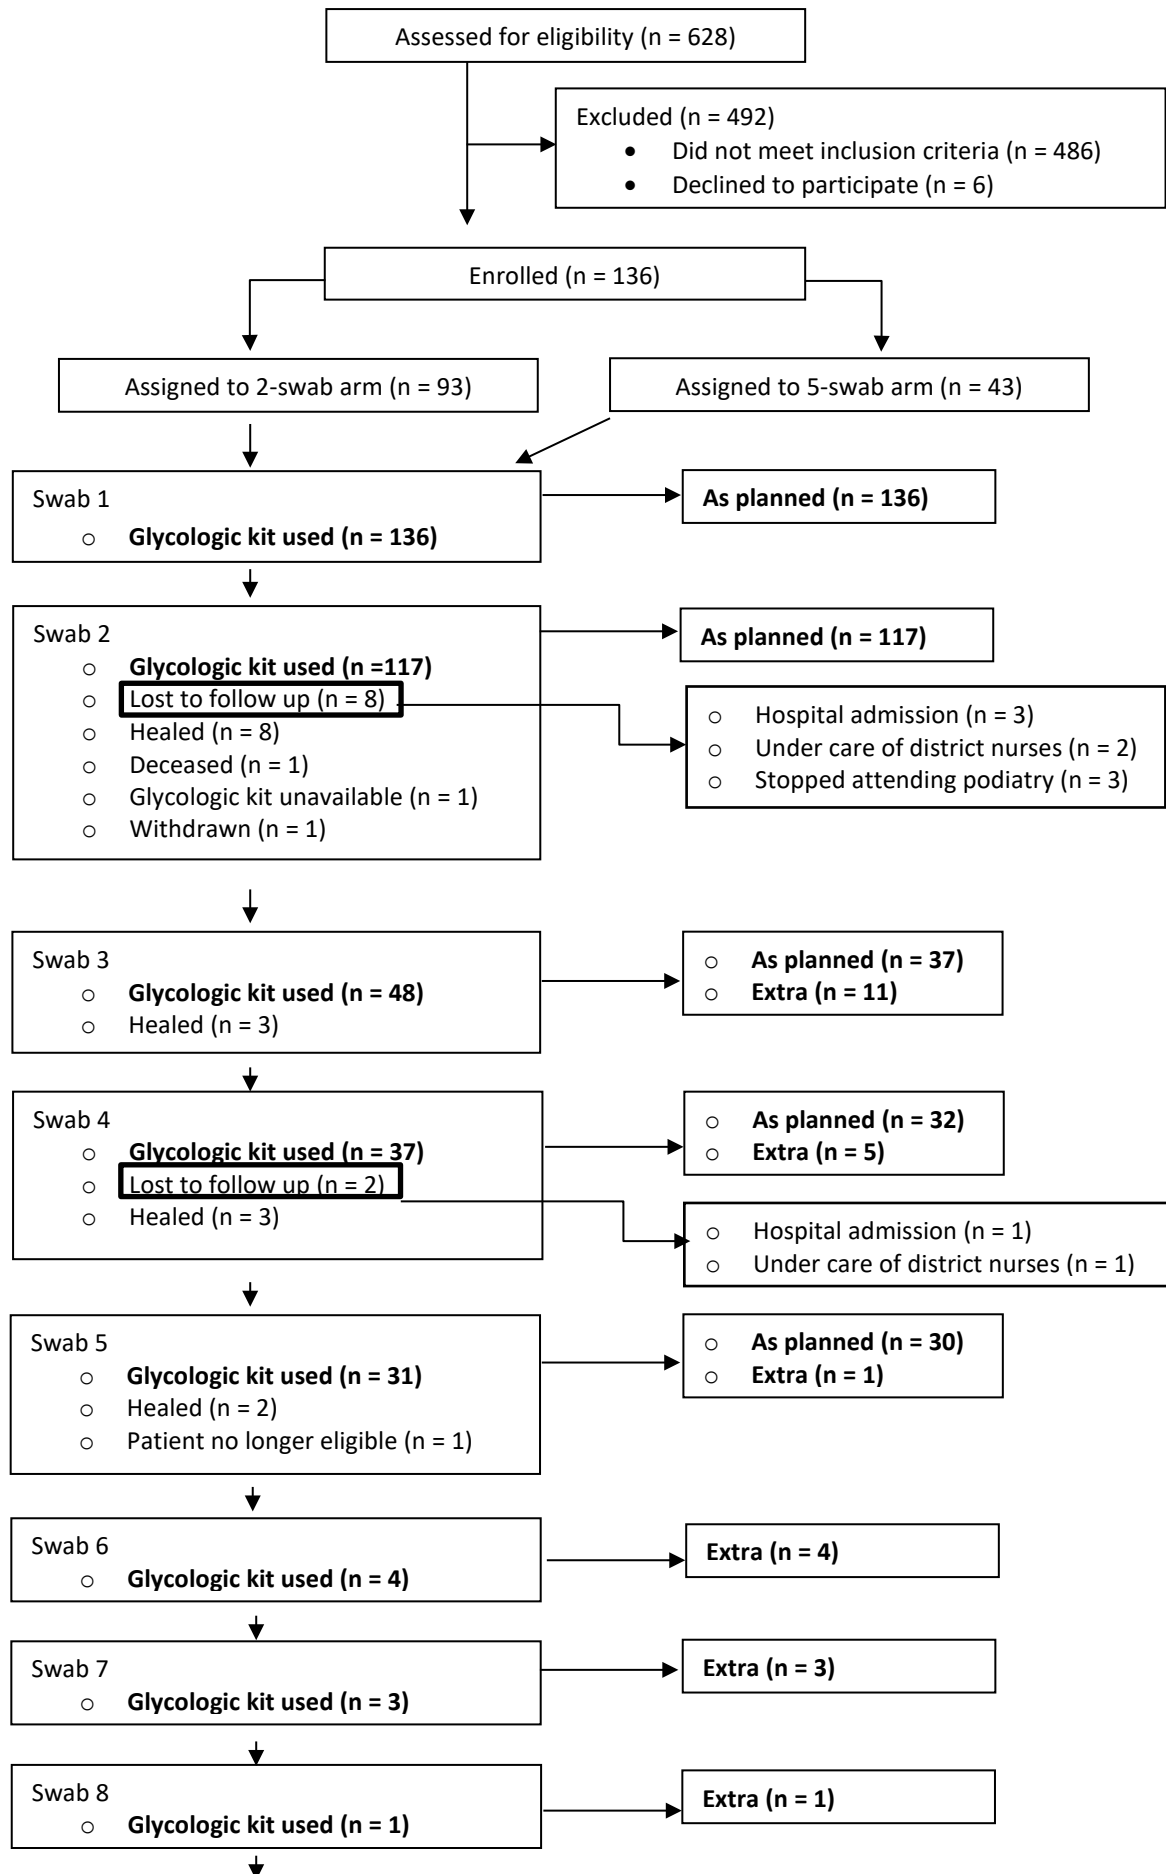 Assessed for eligibility (n = 628)
Excluded (n = 492)
• Did not meet inclusion criteria (n = 486)
• Declined to participate (n = 6)
Enrolled (n = 136)
Assigned to 2-swab arm (n = 93)
Assigned to 5-swab arm (n = 43)
Swab 1
o Glycologic kit used (n = 136)
As planned (n = 136)
Swab 2
o Glycologic kit used (n =117)
o Lost to follow up (n = 8)
o Healed (n = 8)
o Deceased (n = 1)
o Glycologic kit unavailable (n = 1)
o Withdrawn (n = 1)
As planned (n = 117)
o Hospital admission (n = 3)
o Under care of district nurses (n = 2)
o Stopped attending podiatry (n = 3)
Swab 3
o Glycologic kit used (n = 48)
o Healed (n = 3)
o As planned (n = 37)
o Extra (n = 11)
Swab 4
o Glycologic kit used (n = 37)
o Lost to follow up (n = 2)
o Healed (n = 3)
o As planned (n = 32)
o Extra (n = 5)
o Hospital admission (n = 1)
o Under care of district nurses (n = 1)
Swab 5
o Glycologic kit used (n = 31)
o Healed (n = 2)
o Patient no longer eligible (n = 1)
o As planned (n = 30)
o Extra (n = 1)
Swab 6
o Glycologic kit used (n = 4)
Extra (n = 4)
Swab 7
o Glycologic kit used (n = 3)
Extra (n = 3)
Swab 8
o Glycologic kit used (n = 1)
Extra (n = 1)